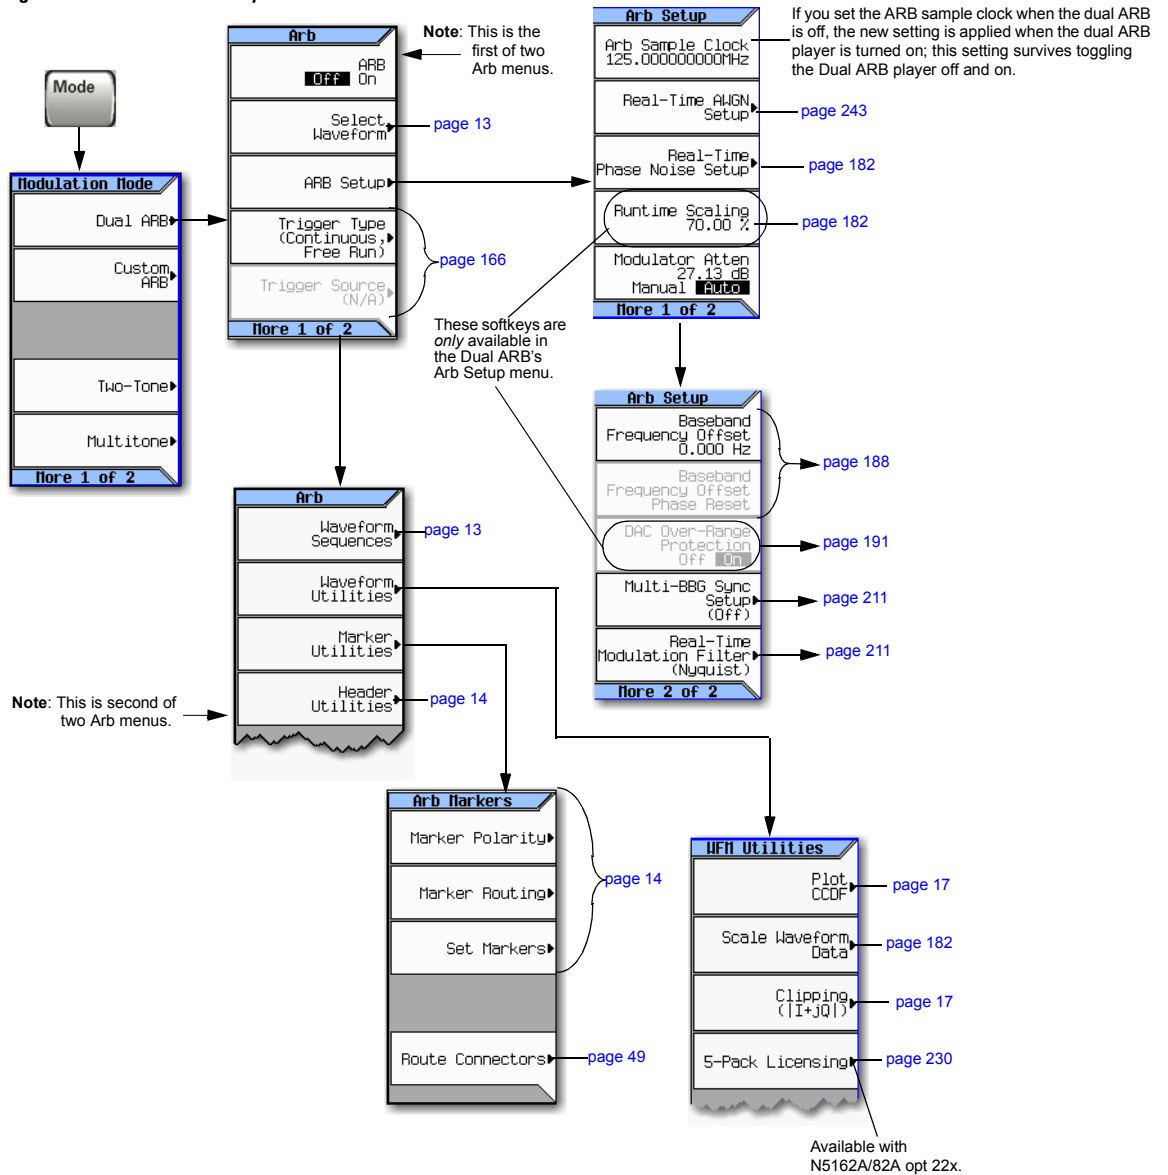 Mode
Modulation Mode
Dual ARB
Custom
ARB
Two-Tone
Multitone
More 1 of 2
Arb
ARB
Off On
Select
Waveform
ARB Setup
Trigger Type
(Continuous,
Free Run)
Trigger Source
(N/A)
More 1 of 2
Note: This is the
first of two
Arb menus.
page 13
page 166
Arb Setup
Arb Sample Clock
125.000000000MHz
Real-Time AWGN
Setup
Real-Time
Phase Noise Setup
Runtime Scaling
70.00 %
Modulator Atten
27.13 dB
Manual Auto
More 1 of 2
If you set the ARB sample clock when the dual ARB
is off, the new setting is applied when the dual ARB
player is turned on; this setting survives toggling
the Dual ARB player off and on.
page 243
page 182
page 182
These softkeys are
only available in
the Dual ARB's
Arb Setup menu.
Arb Setup
Baseband
Frequency Offset
0.000 Hz
Baseband
Frequency Offset
Phase Reset
DAC Over-Range
Protection
Off On
Multi-BBG Sync
Setup
(Off)
Real-Time
Modulation Filter
(Nyquist)
More 2 of 2
page 188
page 191
page 211
page 211
Arb
Waveform
Sequences
Waveform
Utilities
Marker
Utilities
Header
Utilities
page 13
page 14
Note: This is second of
two Arb menus.
Arb Markers
Marker Polarity
Marker Routing
Set Markers
Route Connectors
page 14
page 49
WFM Utilities
Plot
CCDF
Scale Waveform
Data
Clipping
(|I+jQ|)
5-Pack Licensing
page 17
page 182
page 17
page 230
Available with
N5162A/82A opt 22x.